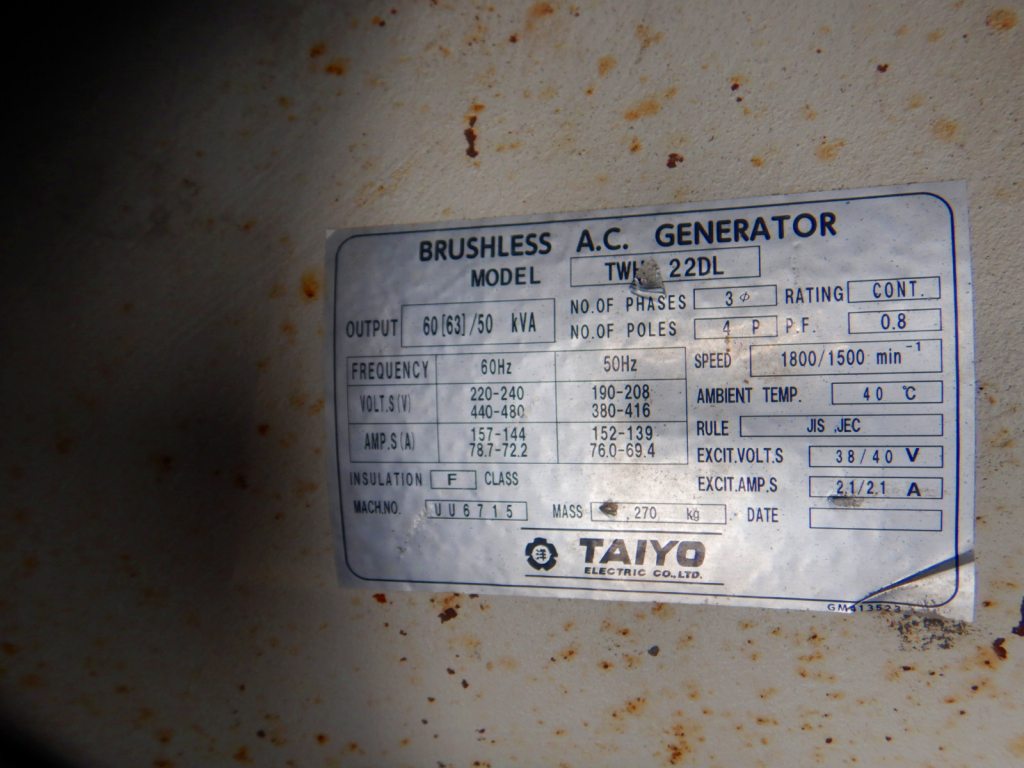 BRUSHLESS A.C. GENERATOR
MODEL 22DL
OUTPUT 60[63]/50 kVA
NO.OF PHASES 3φ RATING CONT.
NO.OF POLES 4 P P.F. 0.8
FREQUENCY 60Hz 50Hz
VOLT.S(V) 220-240 190-208
440-480 380-416
AMP.S(A) 157-144 152-139
78.7-72.2 76.0-69.4
SPEED 1800/1500 min⁻¹
AMBIENT TEMP. 40 ℃
RULE JIS JEC
EXCIT.VOLT.S 38/40 V
EXCIT.AMP.S 2.1/2.1 A
INSULATION F CLASS
MACH.NO. UU6715 MASS 270 kg DATE
洋 TAIYO
ELECTRIC CO.,LTD.
GM413523